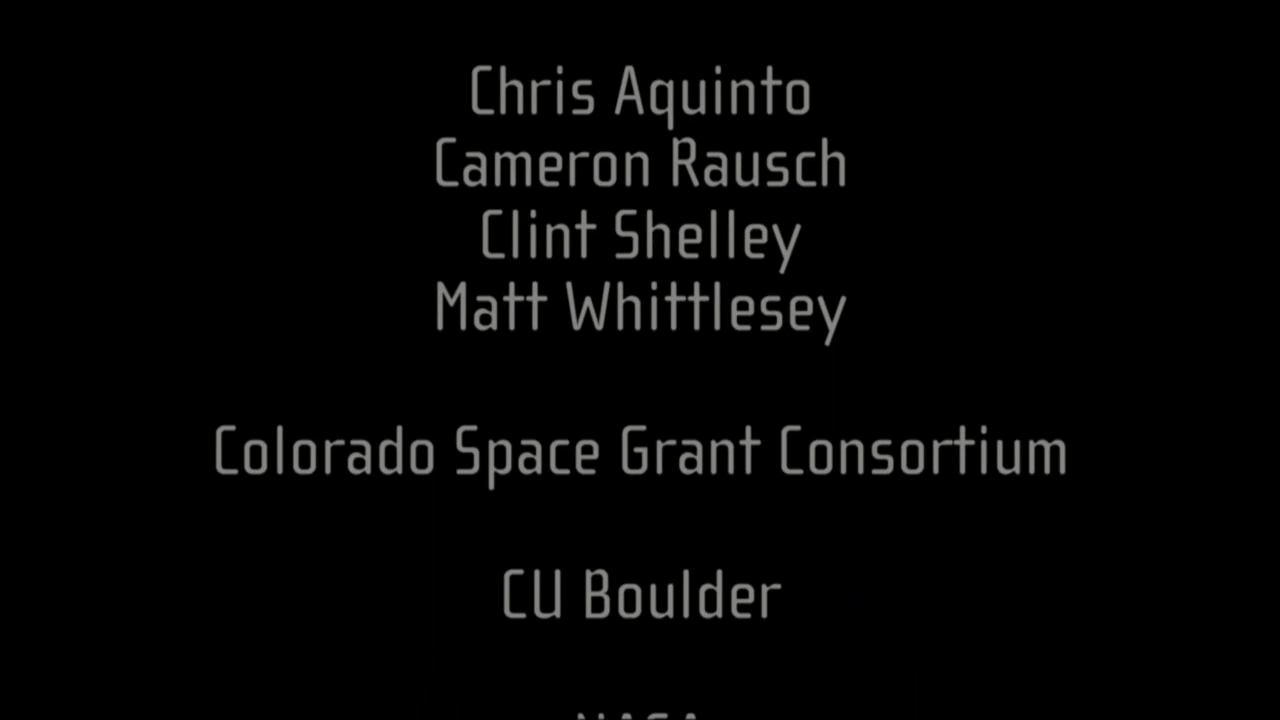 Chris Aquinto
Cameron Rausch
Clint Shelley
Matt Whittlesey
Colorado Space Grant Consortium
CU Boulder